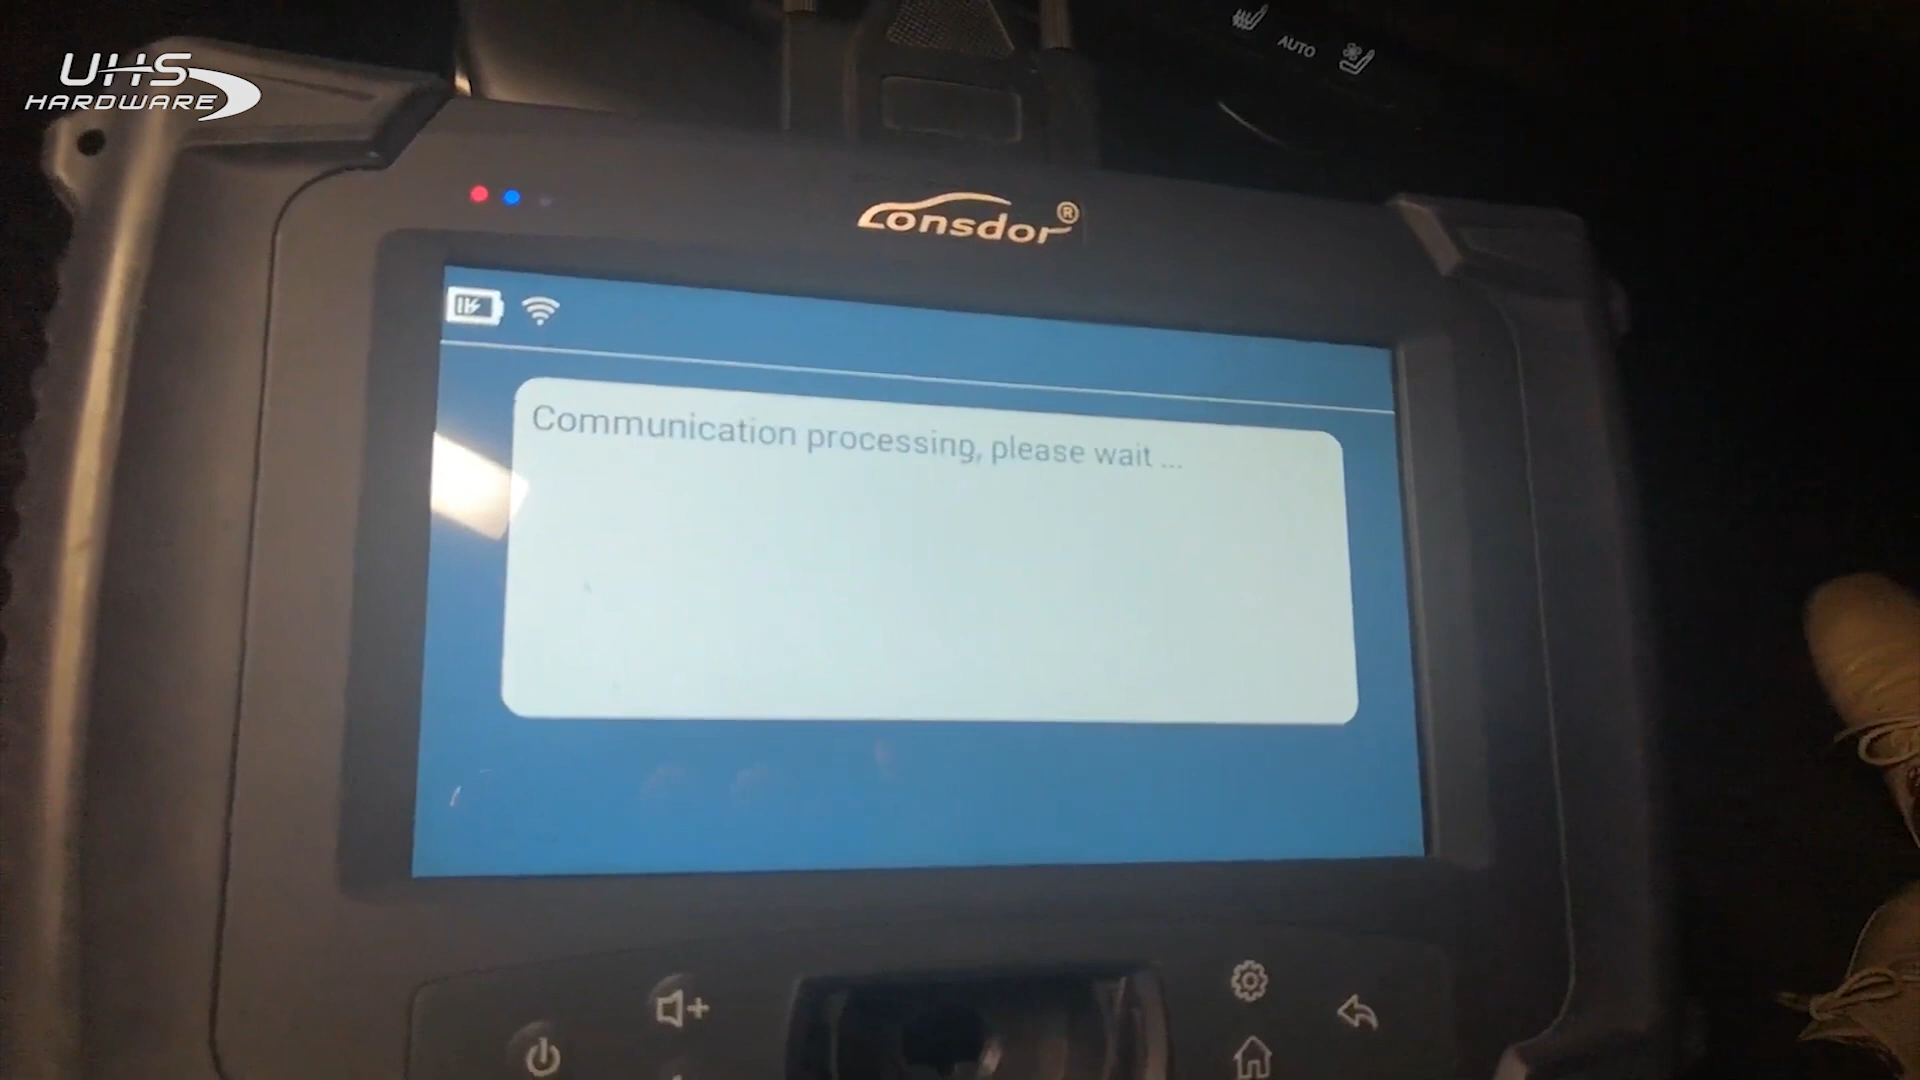 UHS
HARDWARE
AUTO
Lonsdor®
Communication processing, please wait ...